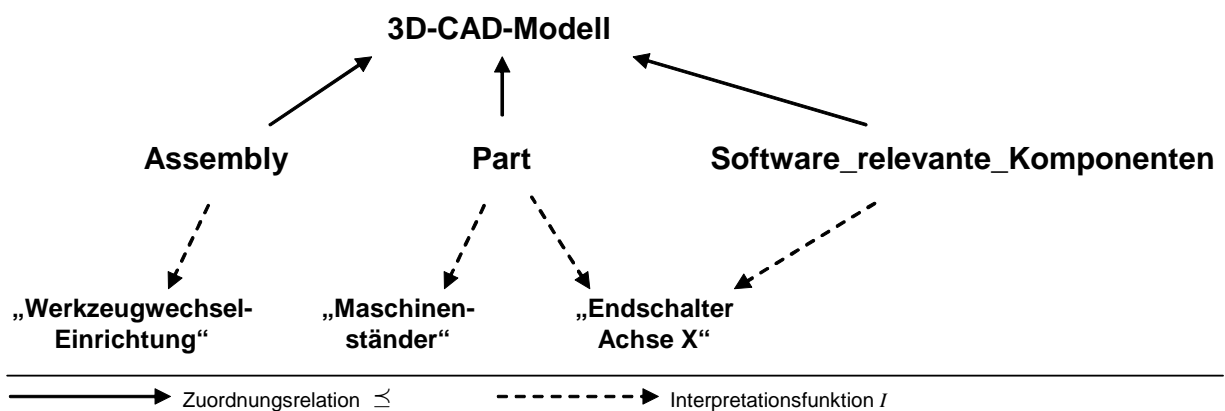 3D-CAD-Modell
Assembly Part Software_relevante_Komponenten
„Werkzeugwechsel-
Einrichtung“
„Maschinen-
ständer“
„Endschalter
Achse X“
Zuordnungsrelation ⪯ Interpretationsfunktion I